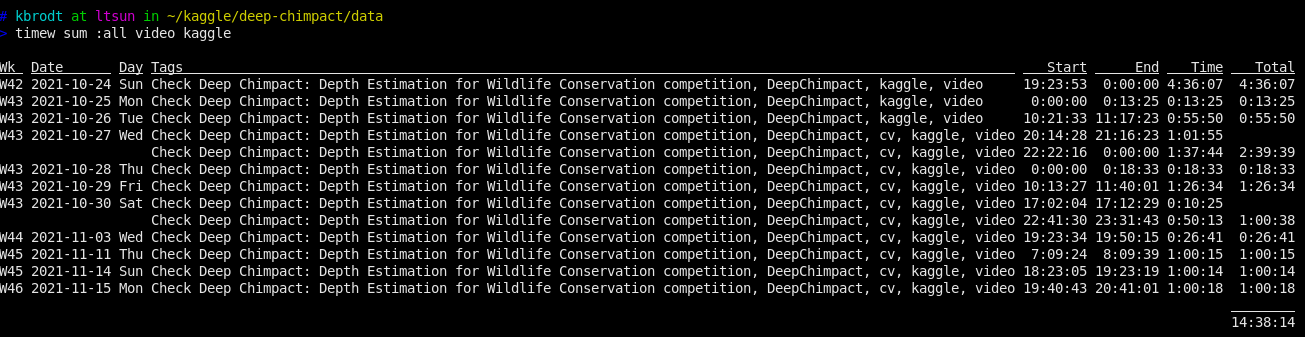 # kbrodt at ltsun in ~/kaggle/deep-chimpact/data
> timew sum :all video kaggle
Wk Date Day Tags Start End Time Total
W42 2021-10-24 Sun Check Deep Chimpact: Depth Estimation for Wildlife Conservation competition, DeepChimpact, kaggle, video 19:23:53 0:00:00 4:36:07 4:36:07
W43 2021-10-25 Mon Check Deep Chimpact: Depth Estimation for Wildlife Conservation competition, DeepChimpact, kaggle, video 0:00:00 0:13:25 0:13:25 0:13:25
W43 2021-10-26 Tue Check Deep Chimpact: Depth Estimation for Wildlife Conservation competition, DeepChimpact, kaggle, video 10:21:33 11:17:23 0:55:50 0:55:50
W43 2021-10-27 Wed Check Deep Chimpact: Depth Estimation for Wildlife Conservation competition, DeepChimpact, cv, kaggle, video 20:14:28 21:16:23 1:01:55
Check Deep Chimpact: Depth Estimation for Wildlife Conservation competition, DeepChimpact, cv, kaggle, video 22:22:16 0:00:00 1:37:44 2:39:39
W43 2021-10-28 Thu Check Deep Chimpact: Depth Estimation for Wildlife Conservation competition, DeepChimpact, cv, kaggle, video 0:00:00 0:18:33 0:18:33 0:18:33
W43 2021-10-29 Fri Check Deep Chimpact: Depth Estimation for Wildlife Conservation competition, DeepChimpact, cv, kaggle, video 10:13:27 11:40:01 1:26:34 1:26:34
W43 2021-10-30 Sat Check Deep Chimpact: Depth Estimation for Wildlife Conservation competition, DeepChimpact, cv, kaggle, video 17:02:04 17:12:29 0:10:25
Check Deep Chimpact: Depth Estimation for Wildlife Conservation competition, DeepChimpact, cv, kaggle, video 22:41:30 23:31:43 0:50:13 1:00:38
W44 2021-11-03 Wed Check Deep Chimpact: Depth Estimation for Wildlife Conservation competition, DeepChimpact, cv, kaggle, video 19:23:34 19:50:15 0:26:41 0:26:41
W45 2021-11-11 Thu Check Deep Chimpact: Depth Estimation for Wildlife Conservation competition, DeepChimpact, cv, kaggle, video 7:09:24 8:09:39 1:00:15 1:00:15
W45 2021-11-14 Sun Check Deep Chimpact: Depth Estimation for Wildlife Conservation competition, DeepChimpact, cv, kaggle, video 18:23:05 19:23:19 1:00:14 1:00:14
W46 2021-11-15 Mon Check Deep Chimpact: Depth Estimation for Wildlife Conservation competition, DeepChimpact, cv, kaggle, video 19:40:43 20:41:01 1:00:18 1:00:18
14:38:14